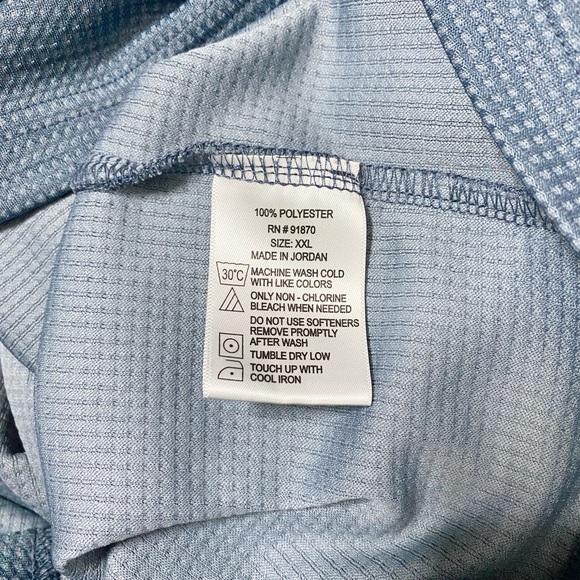 100% POLYESTER
RN # 91870
SIZE: XXL
MADE IN JORDAN
30°C MACHINE WASH COLD
WITH LIKE COLORS
ONLY NON - CHLORINE
BLEACH WHEN NEEDED
DO NOT USE SOFTENERS
REMOVE PROMPTLY
AFTER WASH
TUMBLE DRY LOW
TOUCH UP WITH
COOL IRON